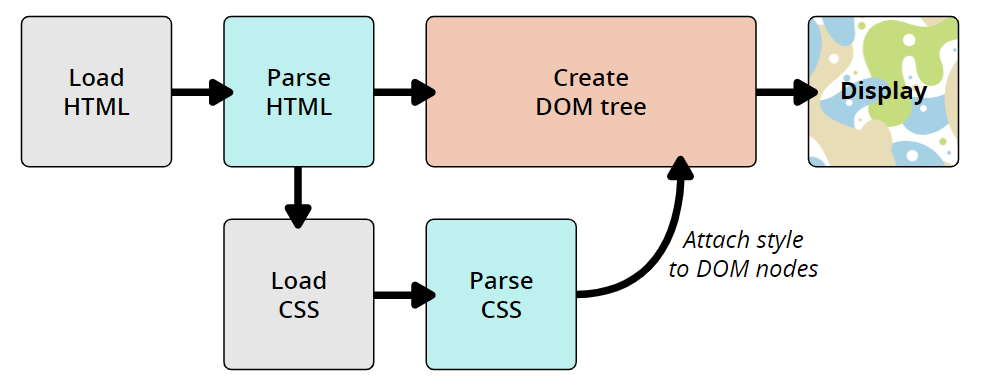 Load
HTML
Parse
HTML
Create
DOM tree
Display
Load
CSS
Parse
CSS
Attach style
to DOM nodes